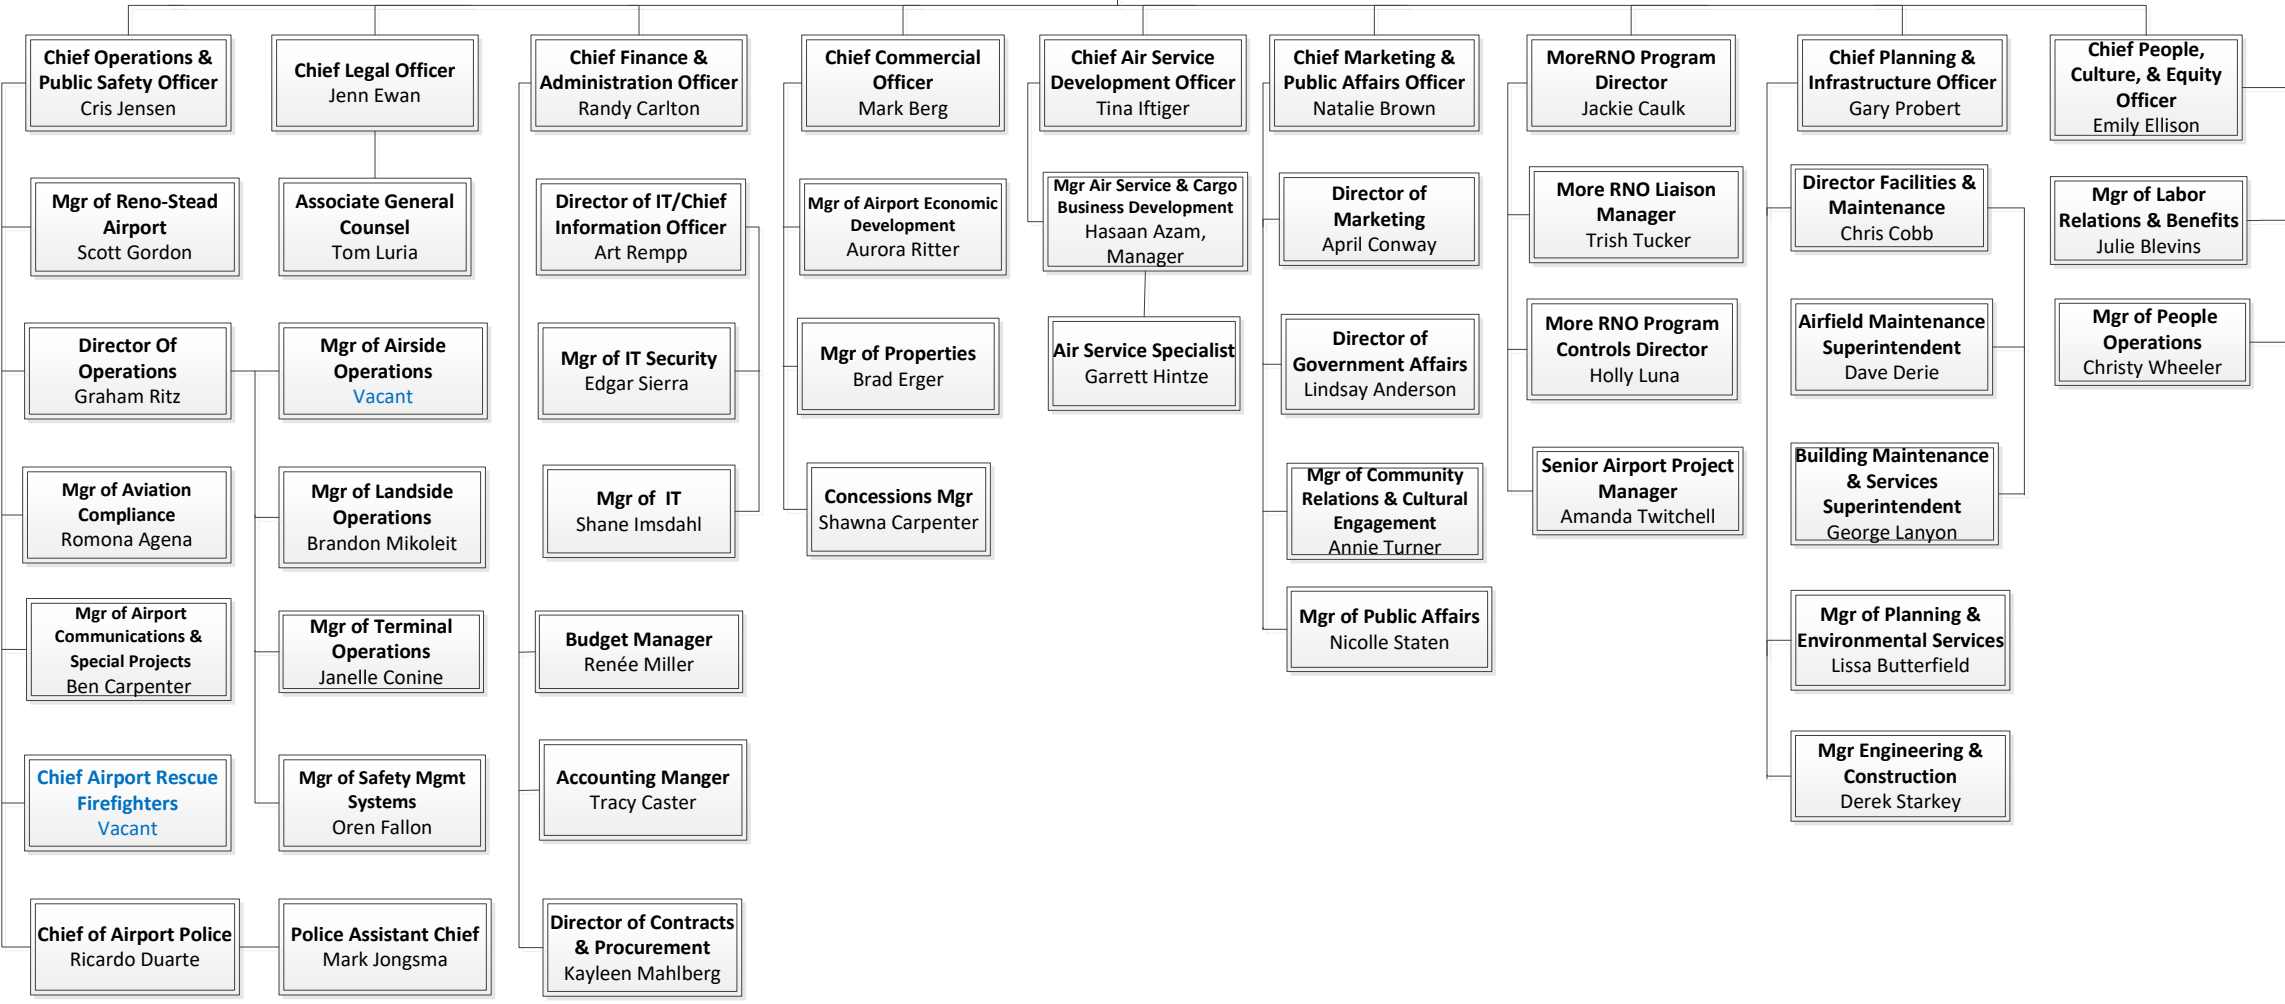 Chief Operations &
Public Safety Officer
Cris Jensen
Chief Legal Officer
Jenn Ewan
Chief Finance &
Administration Officer
Randy Carlton
Chief Commercial
Officer
Mark Berg
Chief Air Service
Development Officer
Tina Iftiger
Chief Marketing &
Public Affairs Officer
Natalie Brown
MoreRNO Program
Director
Jackie Caulk
Chief Planning &
Infrastructure Officer
Gary Probert
Chief People,
Culture, & Equity
Officer
Emily Ellison
Mgr of Reno-Stead
Airport
Scott Gordon
Associate General
Counsel
Tom Luria
Director of IT/Chief
Information Officer
Art Rempp
Mgr of Airport Economic
Development
Aurora Ritter
Mgr Air Service & Cargo
Business Development
Hasaan Azam,
Manager
Director of
Marketing
April Conway
More RNO Liaison
Manager
Trish Tucker
Director Facilities &
Maintenance
Chris Cobb
Mgr of Labor
Relations & Benefits
Julie Blevins
Director Of
Operations
Graham Ritz
Mgr of Airside
Operations
Vacant
Mgr of IT Security
Edgar Sierra
Mgr of Properties
Brad Erger
Air Service Specialist
Garrett Hintze
Director of
Government Affairs
Lindsay Anderson
More RNO Program
Controls Director
Holly Luna
Airfield Maintenance
Superintendent
Dave Derie
Mgr of People
Operations
Christy Wheeler
Mgr of Aviation
Compliance
Romona Agena
Mgr of Landside
Operations
Brandon Mikoleit
Mgr of  IT
Shane Imsdahl
Concessions Mgr
Shawna Carpenter
Mgr of Community
Relations & Cultural
Engagement
Annie Turner
Senior Airport Project
Manager
Amanda Twitchell
Building Maintenance
& Services
Superintendent
George Lanyon
Mgr of Airport
Communications &
Special Projects
Ben Carpenter
Mgr of Terminal
Operations
Janelle Conine
Budget Manager
Renée Miller
Mgr of Public Affairs
Nicolle Staten
Mgr of Planning &
Environmental Services
Lissa Butterfield
Chief Airport Rescue
Firefighters
Vacant
Mgr of Safety Mgmt
Systems
Oren Fallon
Accounting Manger
Tracy Caster
Mgr Engineering &
Construction
Derek Starkey
Chief of Airport Police
Ricardo Duarte
Police Assistant Chief
Mark Jongsma
Director of Contracts
& Procurement
Kayleen Mahlberg